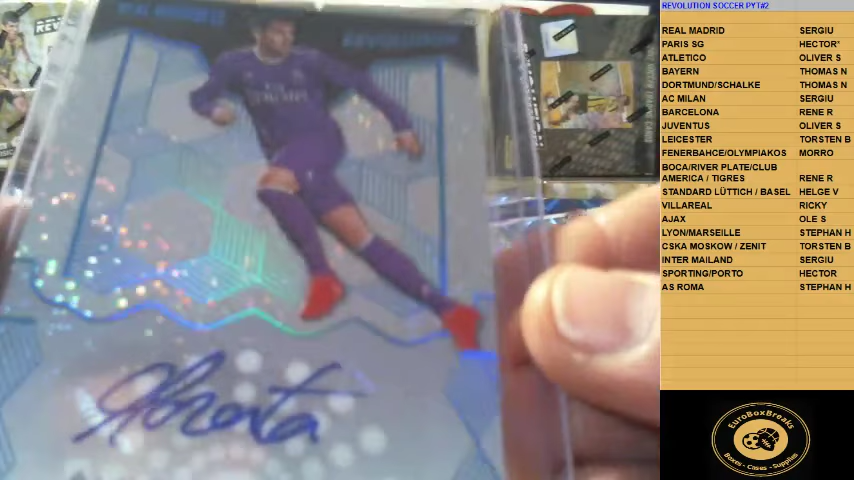 REVOLUTION SOCCER PYT#2
REAL MADRID SERGIU
PARIS SG HECTOR*
ATLETICO OLIVER S
BAYERN THOMAS N
DORTMUND/SCHALKE THOMAS N
AC MILAN SERGIU
BARCELONA RENE R
JUVENTUS OLIVER S
LEICESTER TORSTEN B
FENERBAHCE/OLYMPIAKOS MORRO
BOCA/RIVER PLATE/CLUB
AMERICA / TIGRES RENE R
STANDARD LÜTTICH / BASEL HELGE V
VILLAREAL RICKY
AJAX OLE S
LYON/MARSEILLE STEPHAN H
CSKA MOSKOW / ZENIT TORSTEN B
INTER MAILAND SERGIU
SPORTING/PORTO HECTOR
AS ROMA STEPHAN H
EuroBoxBreaks
Boxes - Cases - Supplies